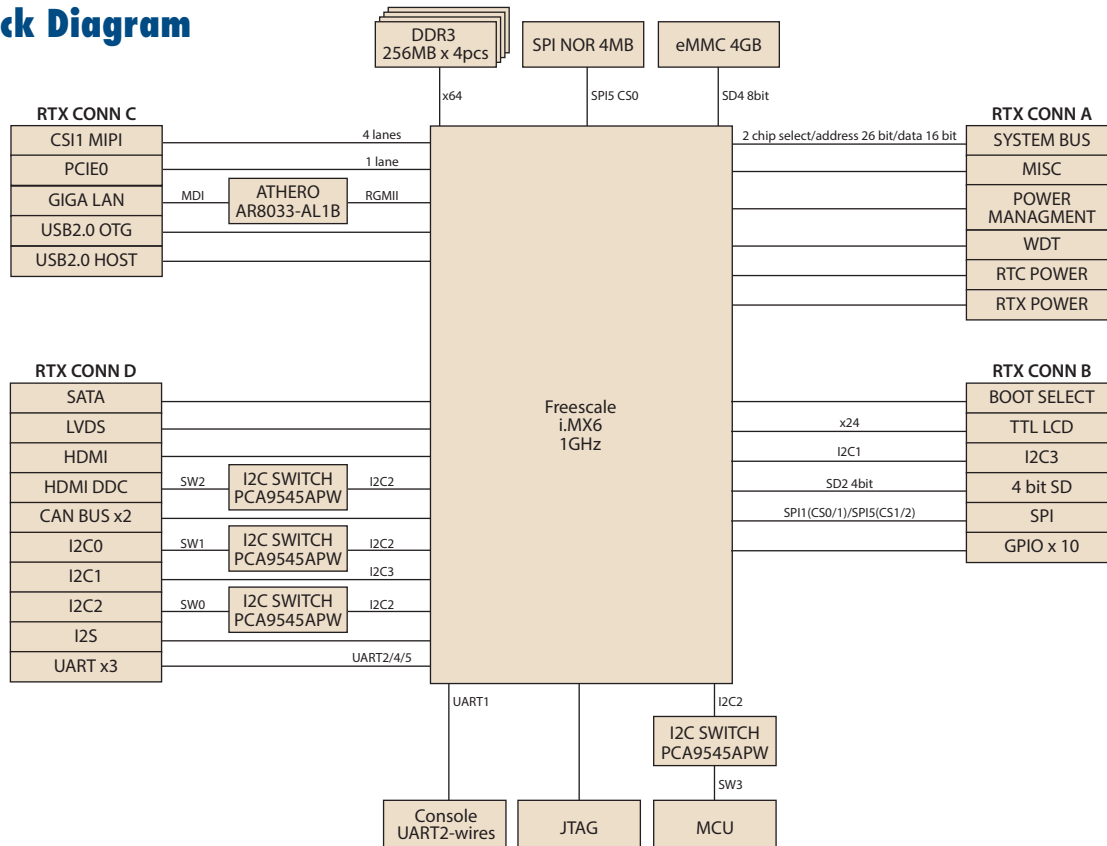 ck Diagram
DDR3
256MB x 4pcs
SPI NOR 4MB
eMMC 4GB
x64
SPI5 CS0
SD4 8bit
RTX CONN C
CSI1 MIPI
4 lanes
PCIE0
1 lane
GIGA LAN
MDI
ATHERO
AR8033-AL1B
RGMII
USB2.0 OTG
USB2.0 HOST
RTX CONN A
2 chip select/address 26 bit/data 16 bit
SYSTEM BUS
MISC
POWER
MANAGMENT
WDT
RTC POWER
RTX POWER
RTX CONN D
SATA
LVDS
HDMI
HDMI DDC
SW2
I2C SWITCH
PCA9545APW
I2C2
CAN BUS x2
I2C0
SW1
I2C SWITCH
PCA9545APW
I2C2
I2C1
I2C3
I2C2
SW0
I2C SWITCH
PCA9545APW
I2C2
I2S
UART x3
UART2/4/5
Freescale
i.MX6
1GHz
RTX CONN B
BOOT SELECT
x24
TTL LCD
I2C1
I2C3
SD2 4bit
4 bit SD
SPI1(CS0/1)/SPI5(CS1/2)
SPI
GPIO x 10
UART1
I2C2
I2C SWITCH
PCA9545APW
SW3
Console
UART2-wires
JTAG
MCU